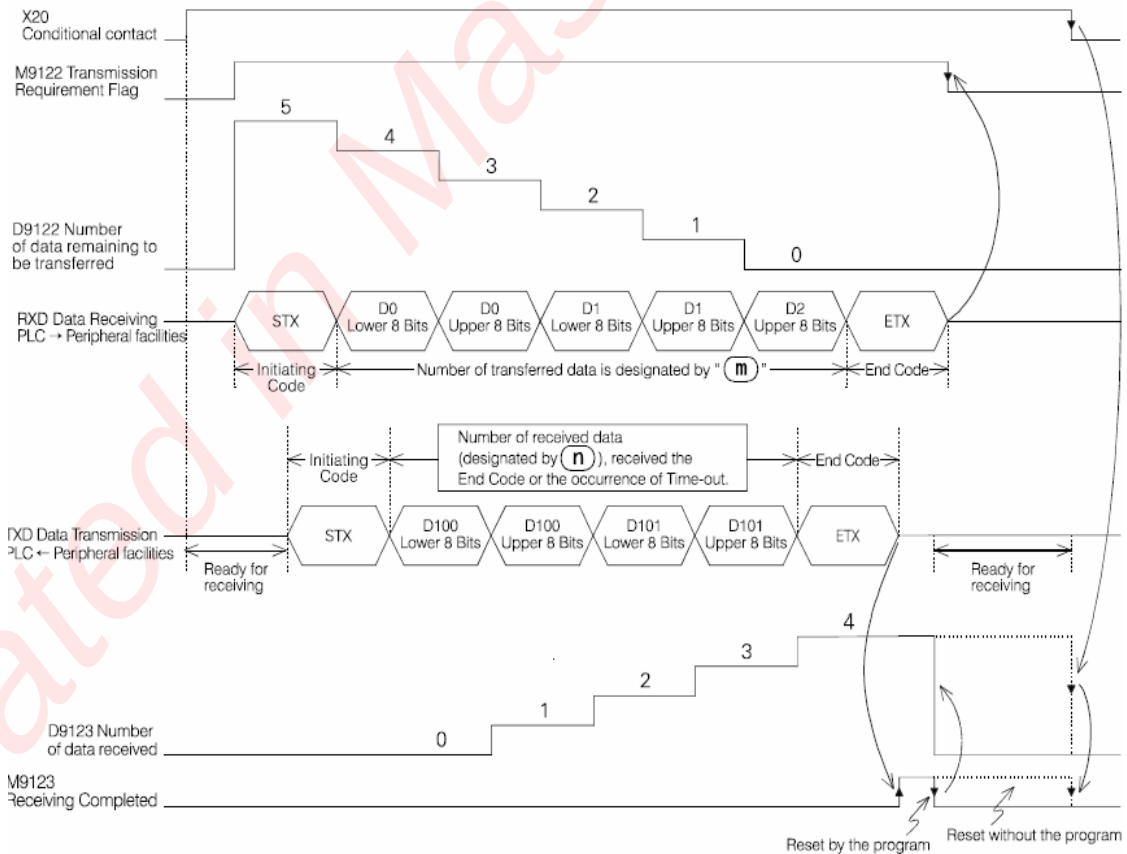 X20
Conditional contact
M9122 Transmission
Requirement Flag
5
4
3
2
1
0
D9122 Number
of data remaining to
be transferred
RXD Data Receiving
PLC → Peripheral facilities
STX
D0
Lower 8 Bits
D0
Upper 8 Bits
D1
Lower 8 Bits
D1
Upper 8 Bits
D2
Upper 8 Bits
ETX
Initiating
Code
Number of transferred data is designated by " m "
End Code
Number of received data
(designated by n ), received the
End Code or the occurrence of Time-out.
Initiating
Code
End Code
TXD Data Transmission
PLC ← Peripheral facilities
STX
D100
Lower 8 Bits
D100
Upper 8 Bits
D101
Lower 8 Bits
D101
Upper 8 Bits
ETX
Ready for
receiving
Ready for
receiving
4
3
2
1
0
D9123 Number
of data received
M9123
Receiving Completed
Reset by the program
Reset without the program
ated in Mas